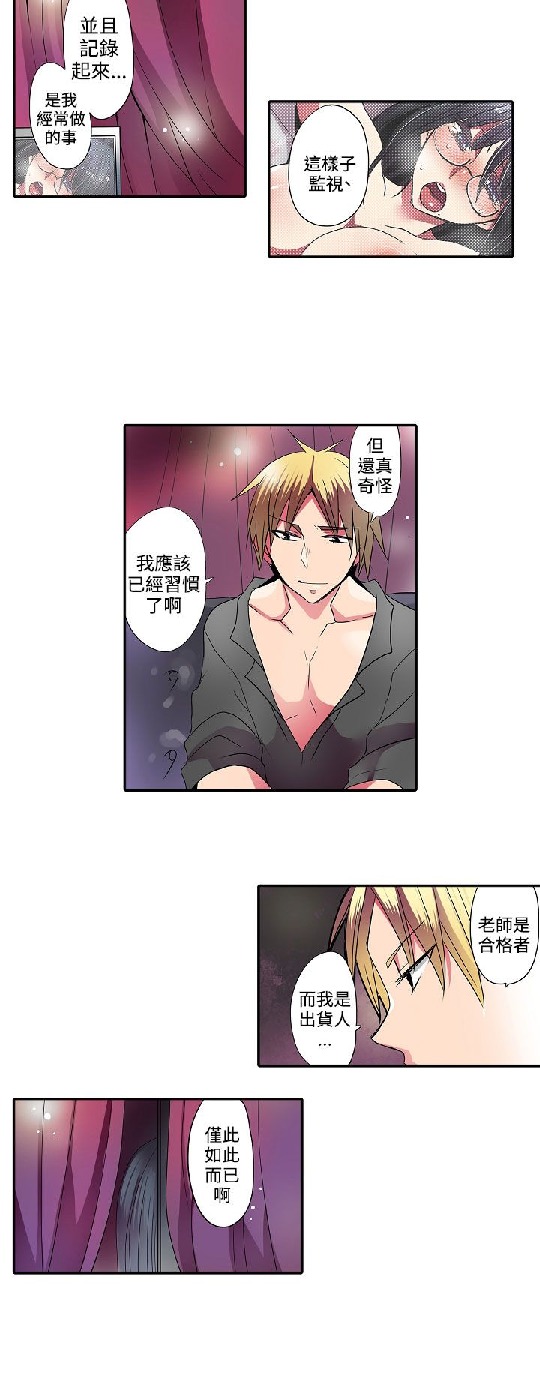 這樣子
監視、
並且
記錄
起來…
是我
經常做
的事
但
還真
奇怪
我應該
已經習慣
了啊
老師是
合格者
而我是
出貨人
…
僅此
如此
而已
啊